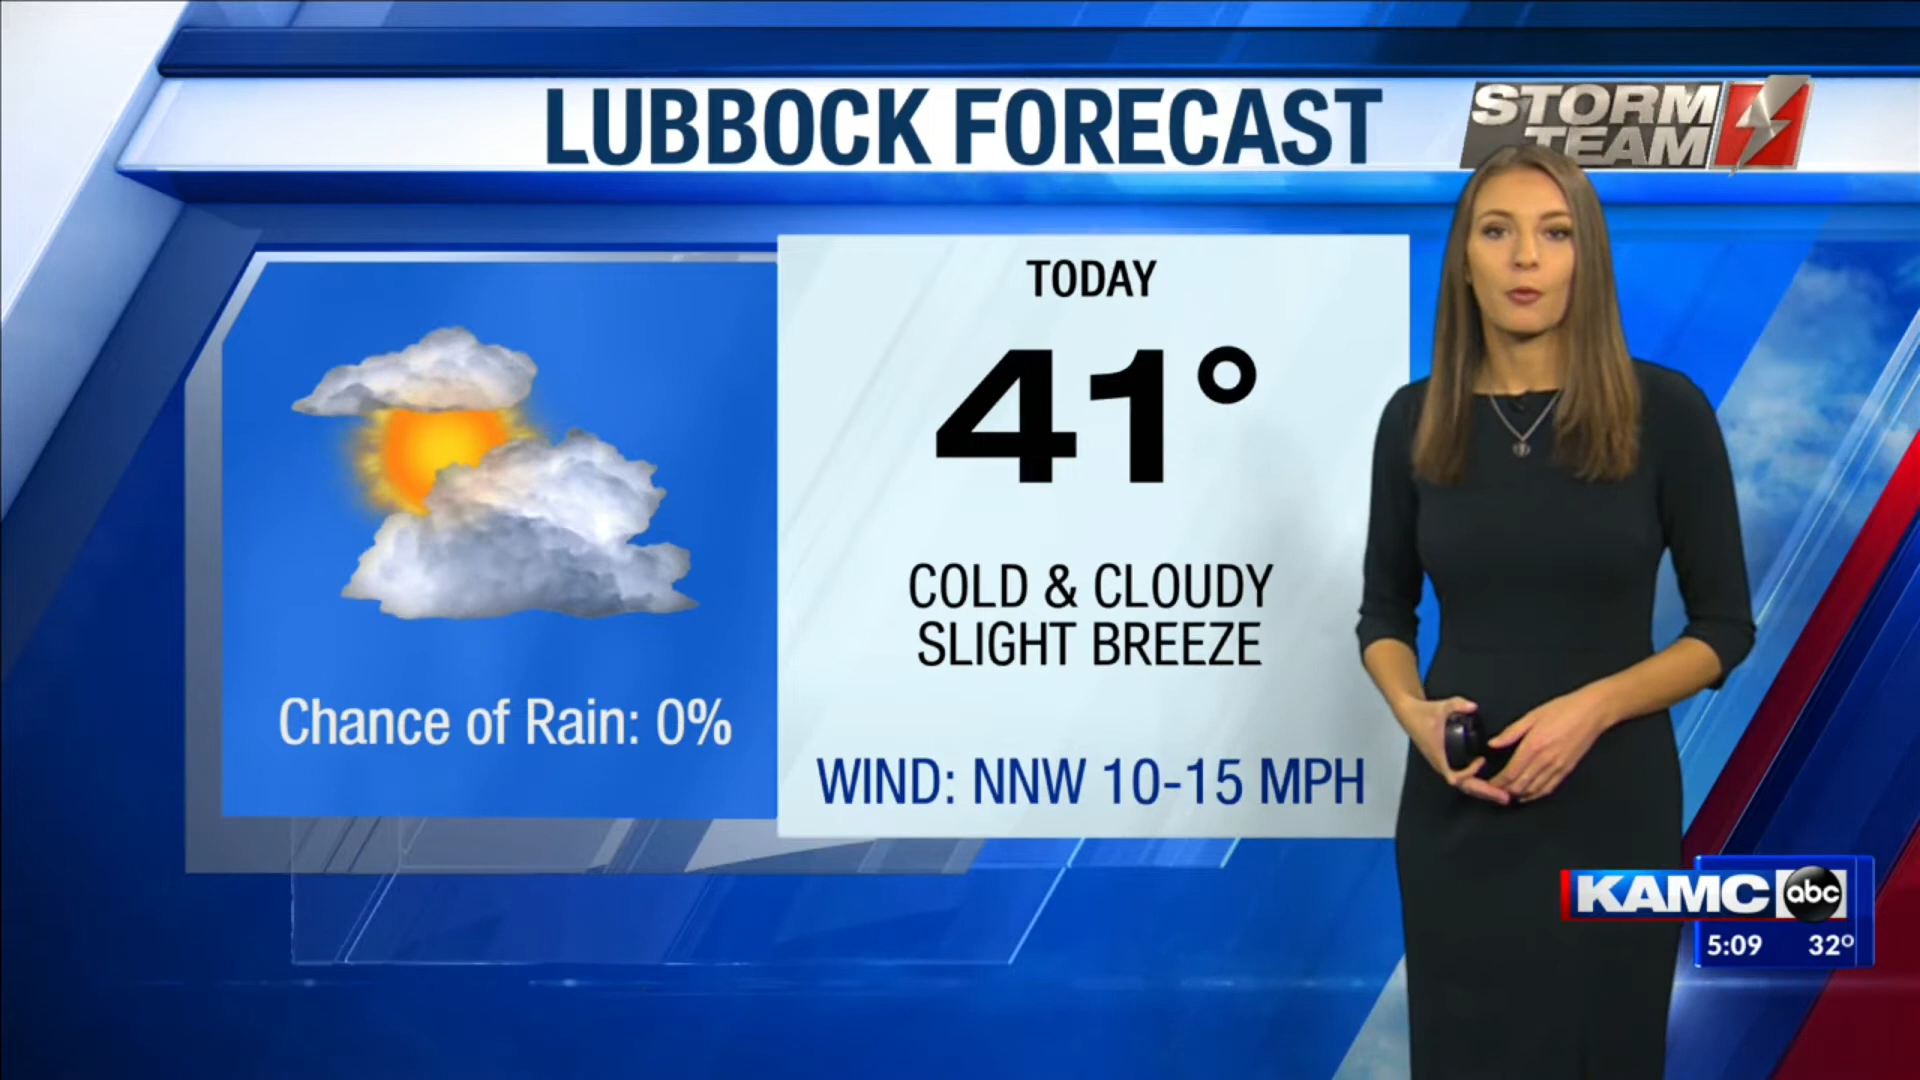 LUBBOCK FORECAST
STORM
TEAM
TODAY
41°
COLD & CLOUDY
SLIGHT BREEZE
Chance of Rain: 0%
WIND: NNW 10-15 MPH
KAMC abc
5:09 32°